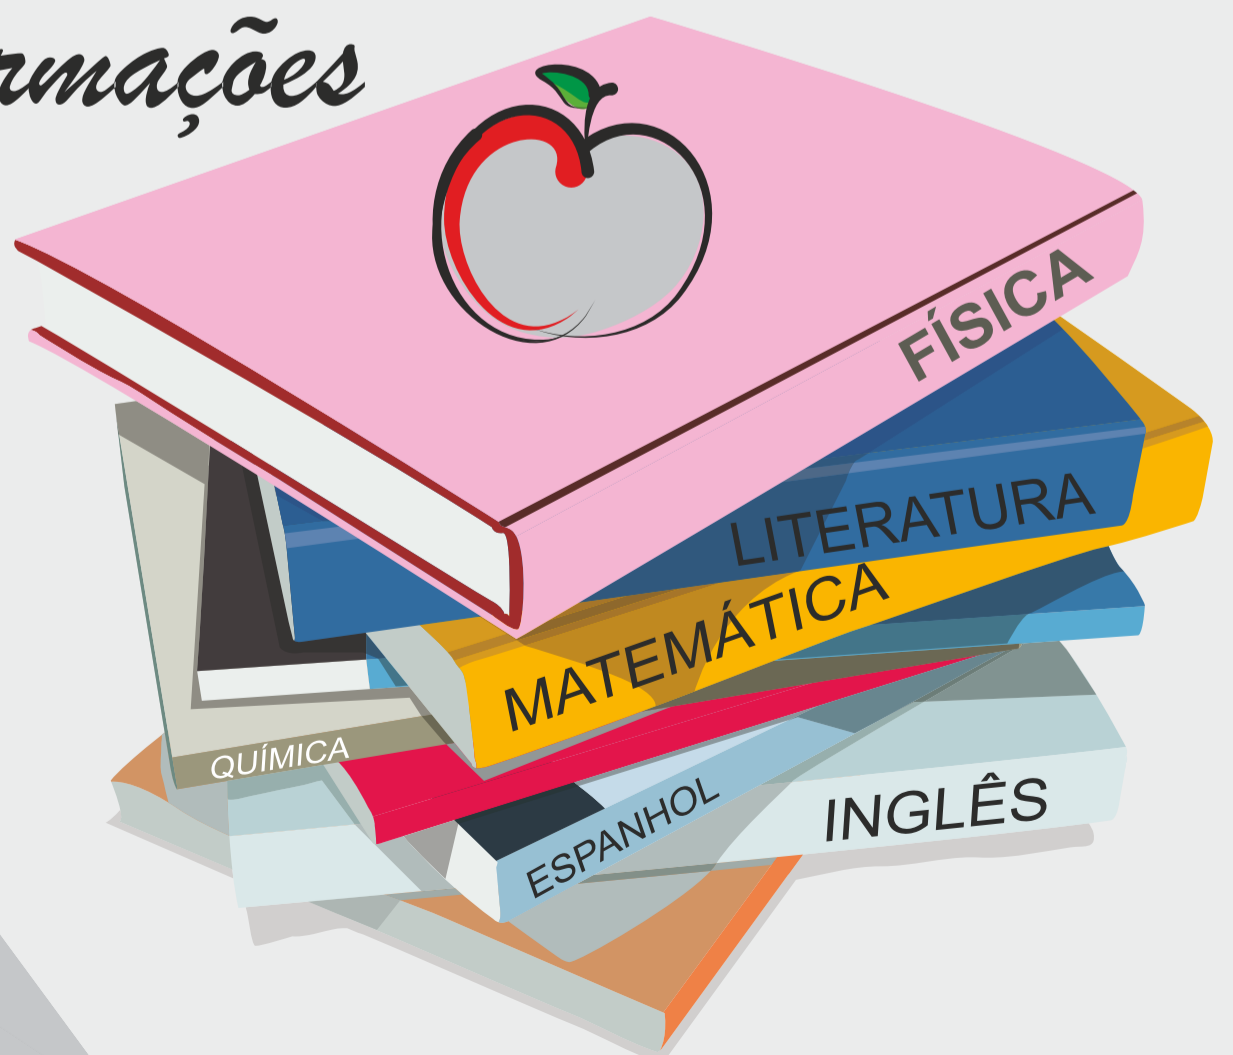 rmações
FÍSICA
LITERATURA
MATEMÁTICA
QUÍMICA
ESPANHOL
INGLÊS